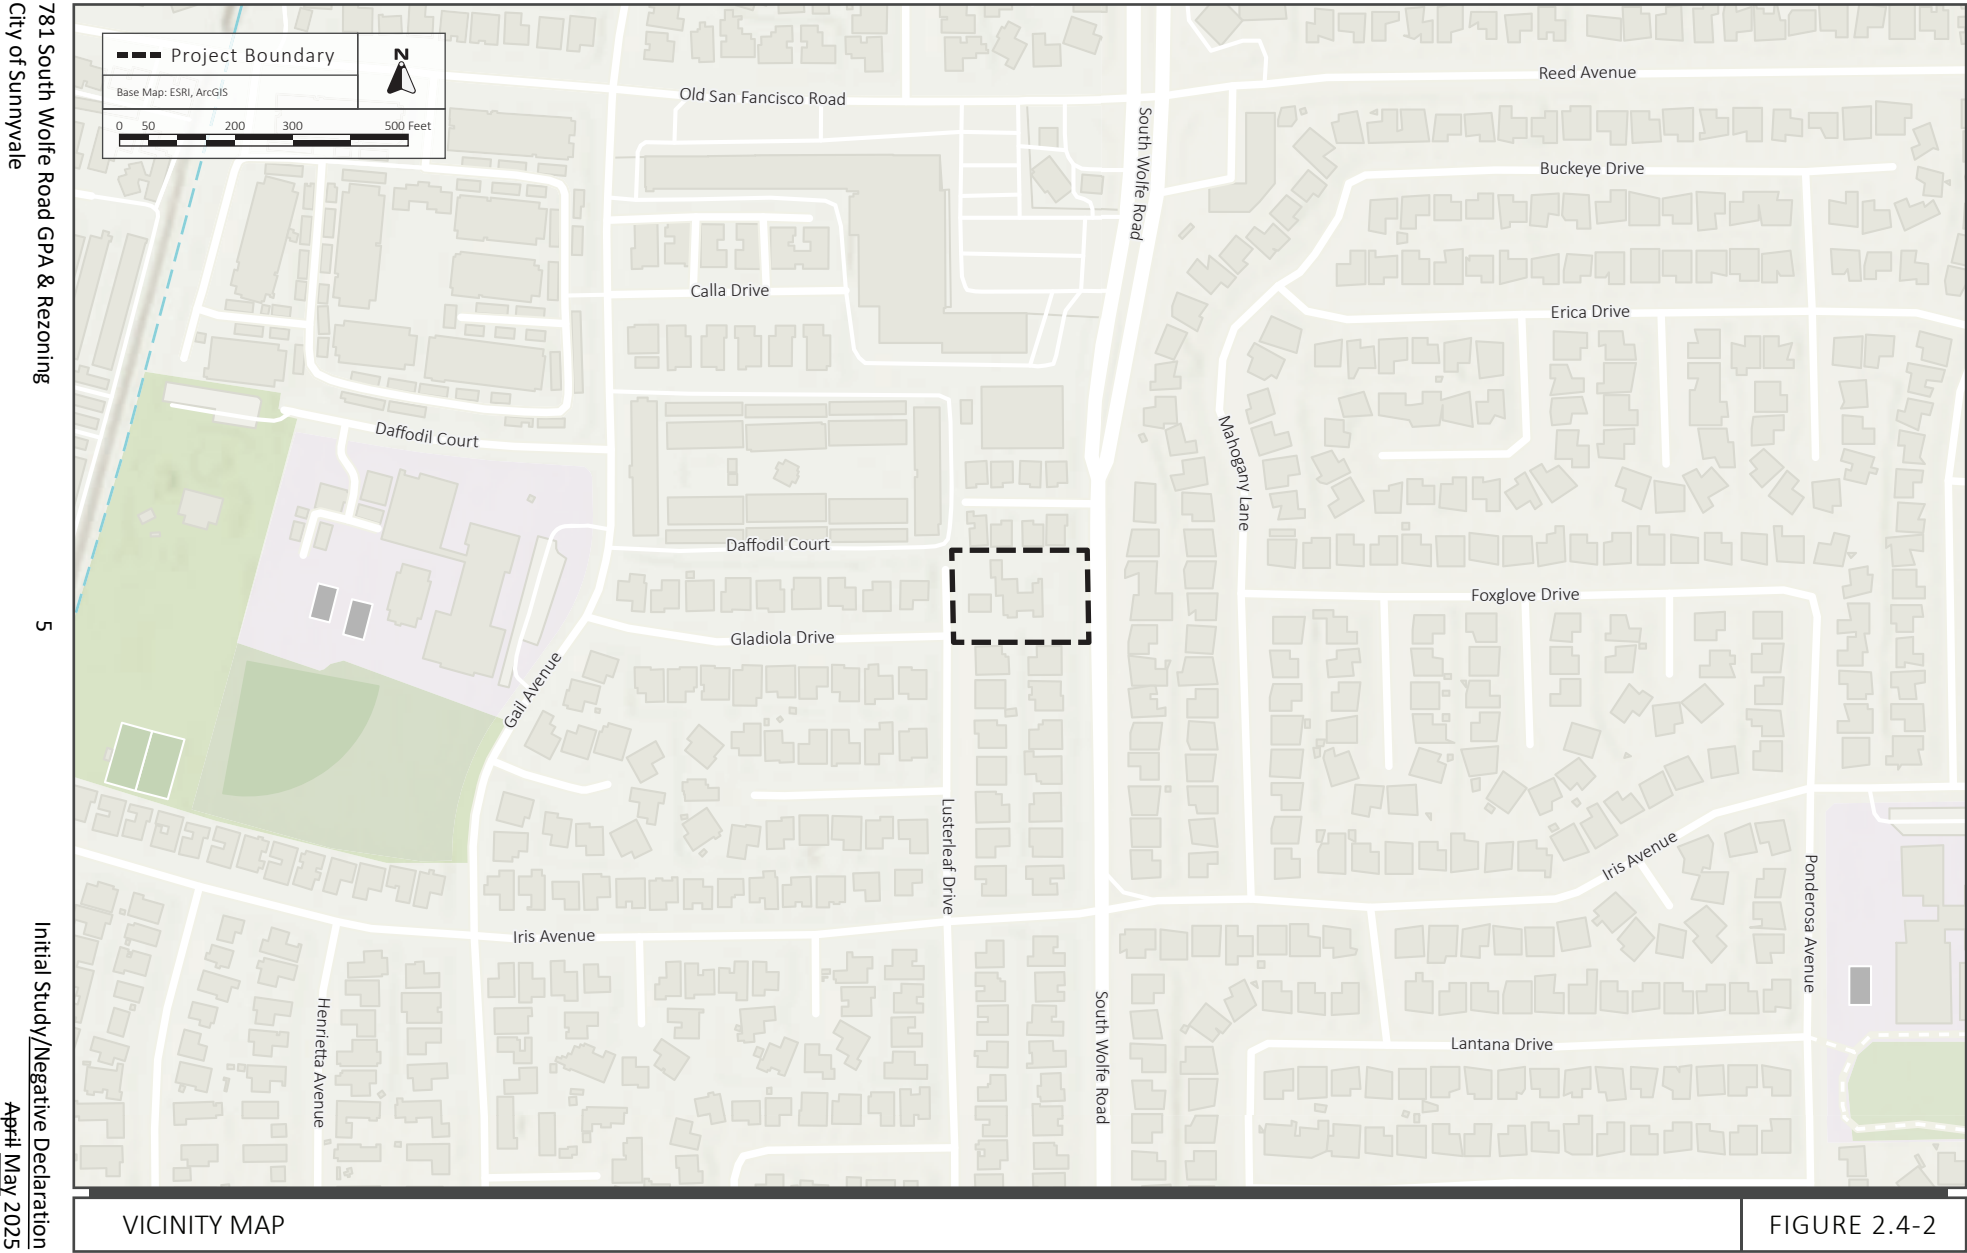 781 South Wolfe Road GPA & Rezoning
City of Sunnyvale
5
Initial Study/Negative Declaration
April May 2025
Project Boundary
N
Base Map: ESRI, ArcGIS
0 50 200 300 500 Feet
Old San Fancisco Road
Reed Avenue
South Wolfe Road
Buckeye Drive
Calla Drive
Erica Drive
Daffodil Court
Mahogany Lane
Daffodil Court
Foxglove Drive
Gladiola Drive
Gail Avenue
Lusterleaf Drive
Iris Avenue
Ponderosa Avenue
Iris Avenue
Henrietta Avenue
South Wolfe Road
Lantana Drive
VICINITY MAP
FIGURE 2.4-2